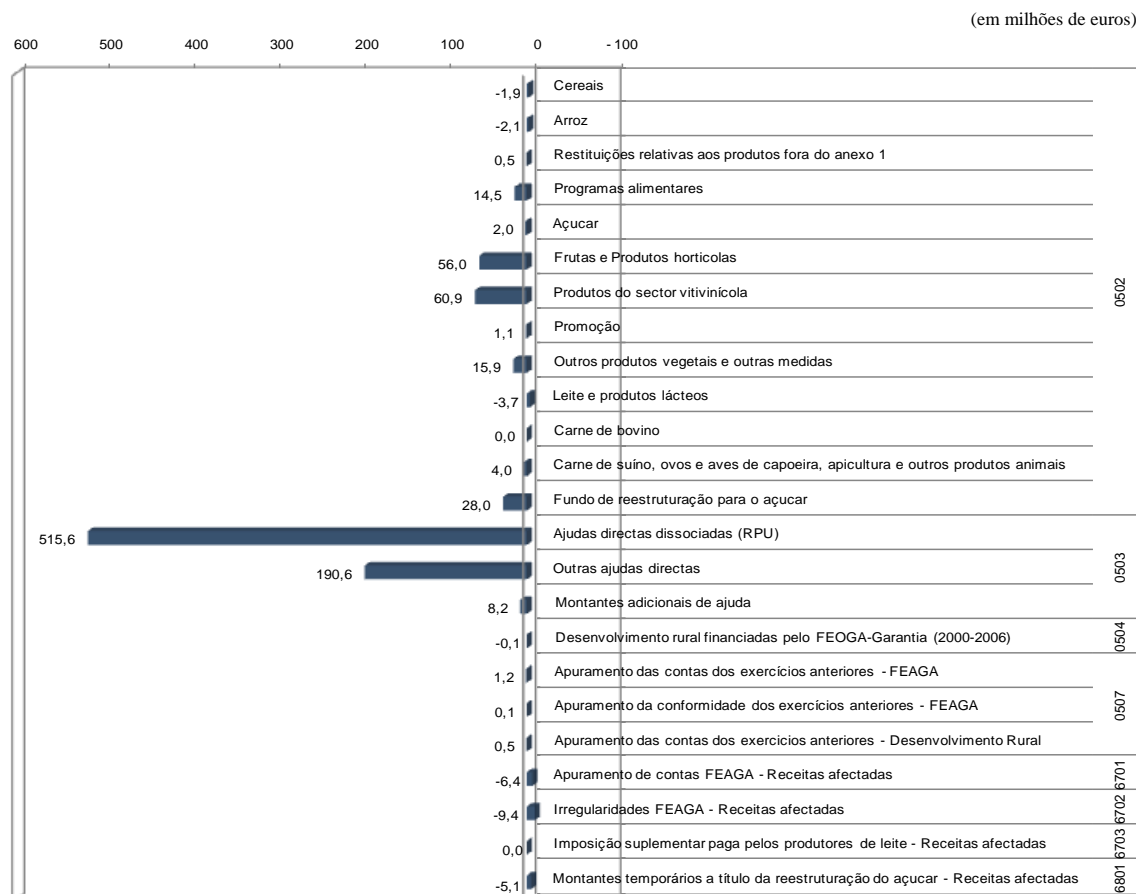 (em milhões de euros)
600 500 400 300 200 100 0 -100
-1,9 Cereais
-2,1 Arroz
0,5 Restituições relativas aos produtos fora do anexo 1
14,5 Programas alimentares
2,0 Açucar
56,0 Frutas e Produtos horticolas
0502
60,9 Produtos do sector vitivinícola
1,1 Promoção
15,9 Outros produtos vegetais e outras medidas
-3,7 Leite e produtos lácteos
0,0 Carne de bovino
4,0 Carne de suíno, ovos e aves de capoeira, apicultura e outros produtos animais
28,0 Fundo de reestruturação para o açucar
515,6 Ajudas directas dissociadas (RPU)
190,6 Outras ajudas directas 0503
8,2 Montantes adicionais de ajuda
-0,1 Desenvolvimento rural financiadas pelo FEOGA-Garantia (2000-2006) 0504
1,2 Apuramento das contas dos exercícios anteriores - FEAGA
0,1 Apuramento da conformidade dos exercícios anteriores - FEAGA 0507
0,5 Apuramento das contas dos exercicios anteriores - Desenvolvimento Rural
-6,4 Apuramento de contas FEAGA - Receitas afectadas 6701
-9,4 Irregularidades FEAGA - Receitas afectadas 6702
0,0 Imposição suplementar paga pelos produtores de leite - Receitas afectadas 6703
-5,1 Montantes temporários a título da reestruturação do açucar - Receitas afectadas 6801